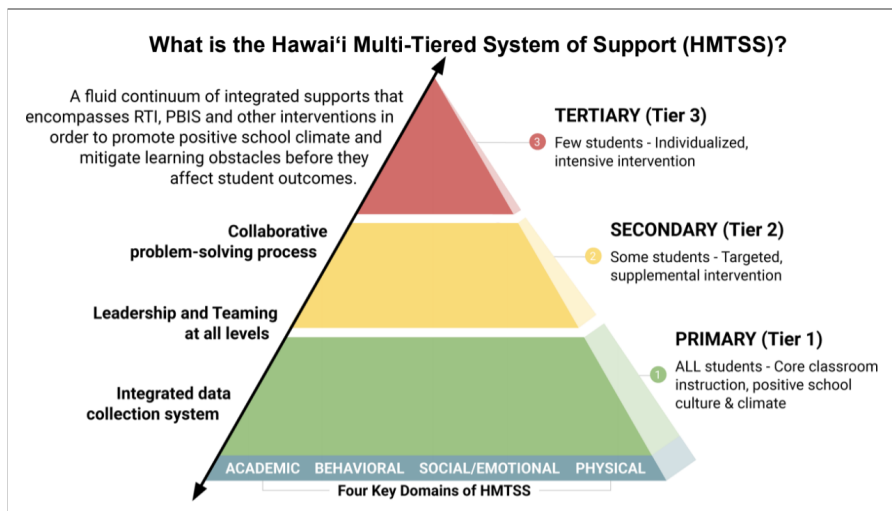 What is the Hawai‘i Multi-Tiered System of Support (HMTSS)?
A fluid continuum of integrated supports that
encompasses RTI, PBIS and other interventions in
order to promote positive school climate and
mitigate learning obstacles before they
affect student outcomes.
Collaborative
problem-solving process
Leadership and Teaming
at all levels
Integrated data
collection system
TERTIARY (Tier 3)
3
Few students - Individualized,
intensive intervention
SECONDARY (Tier 2)
2
Some students - Targeted,
supplemental intervention
PRIMARY (Tier 1)
1
ALL students - Core classroom
instruction, positive school
culture & climate
ACADEMIC BEHAVIORAL SOCIAL/EMOTIONAL PHYSICAL
Four Key Domains of HMTSS